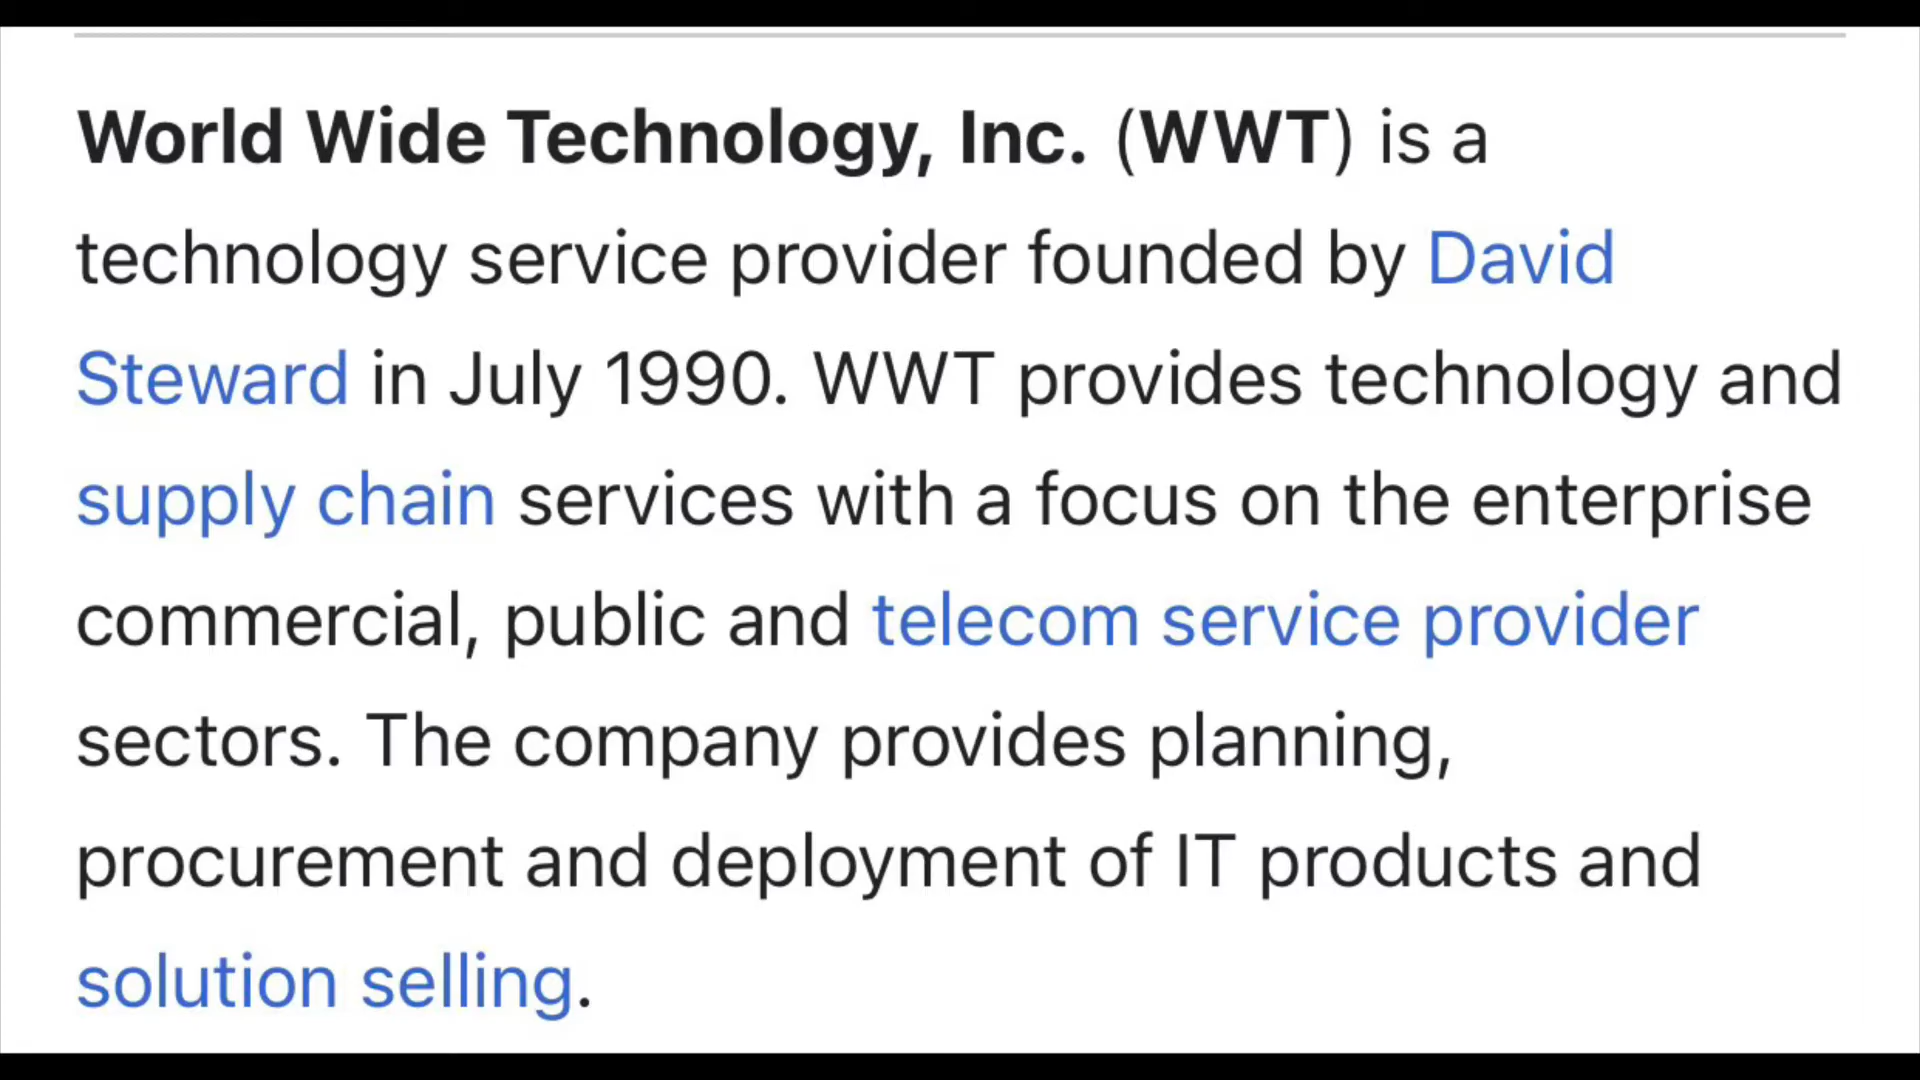 World Wide Technology, Inc. (WWT) is a
technology service provider founded by David
Steward in July 1990. WWT provides technology and
supply chain services with a focus on the enterprise
commercial, public and telecom service provider
sectors. The company provides planning,
procurement and deployment of IT products and
solution selling.